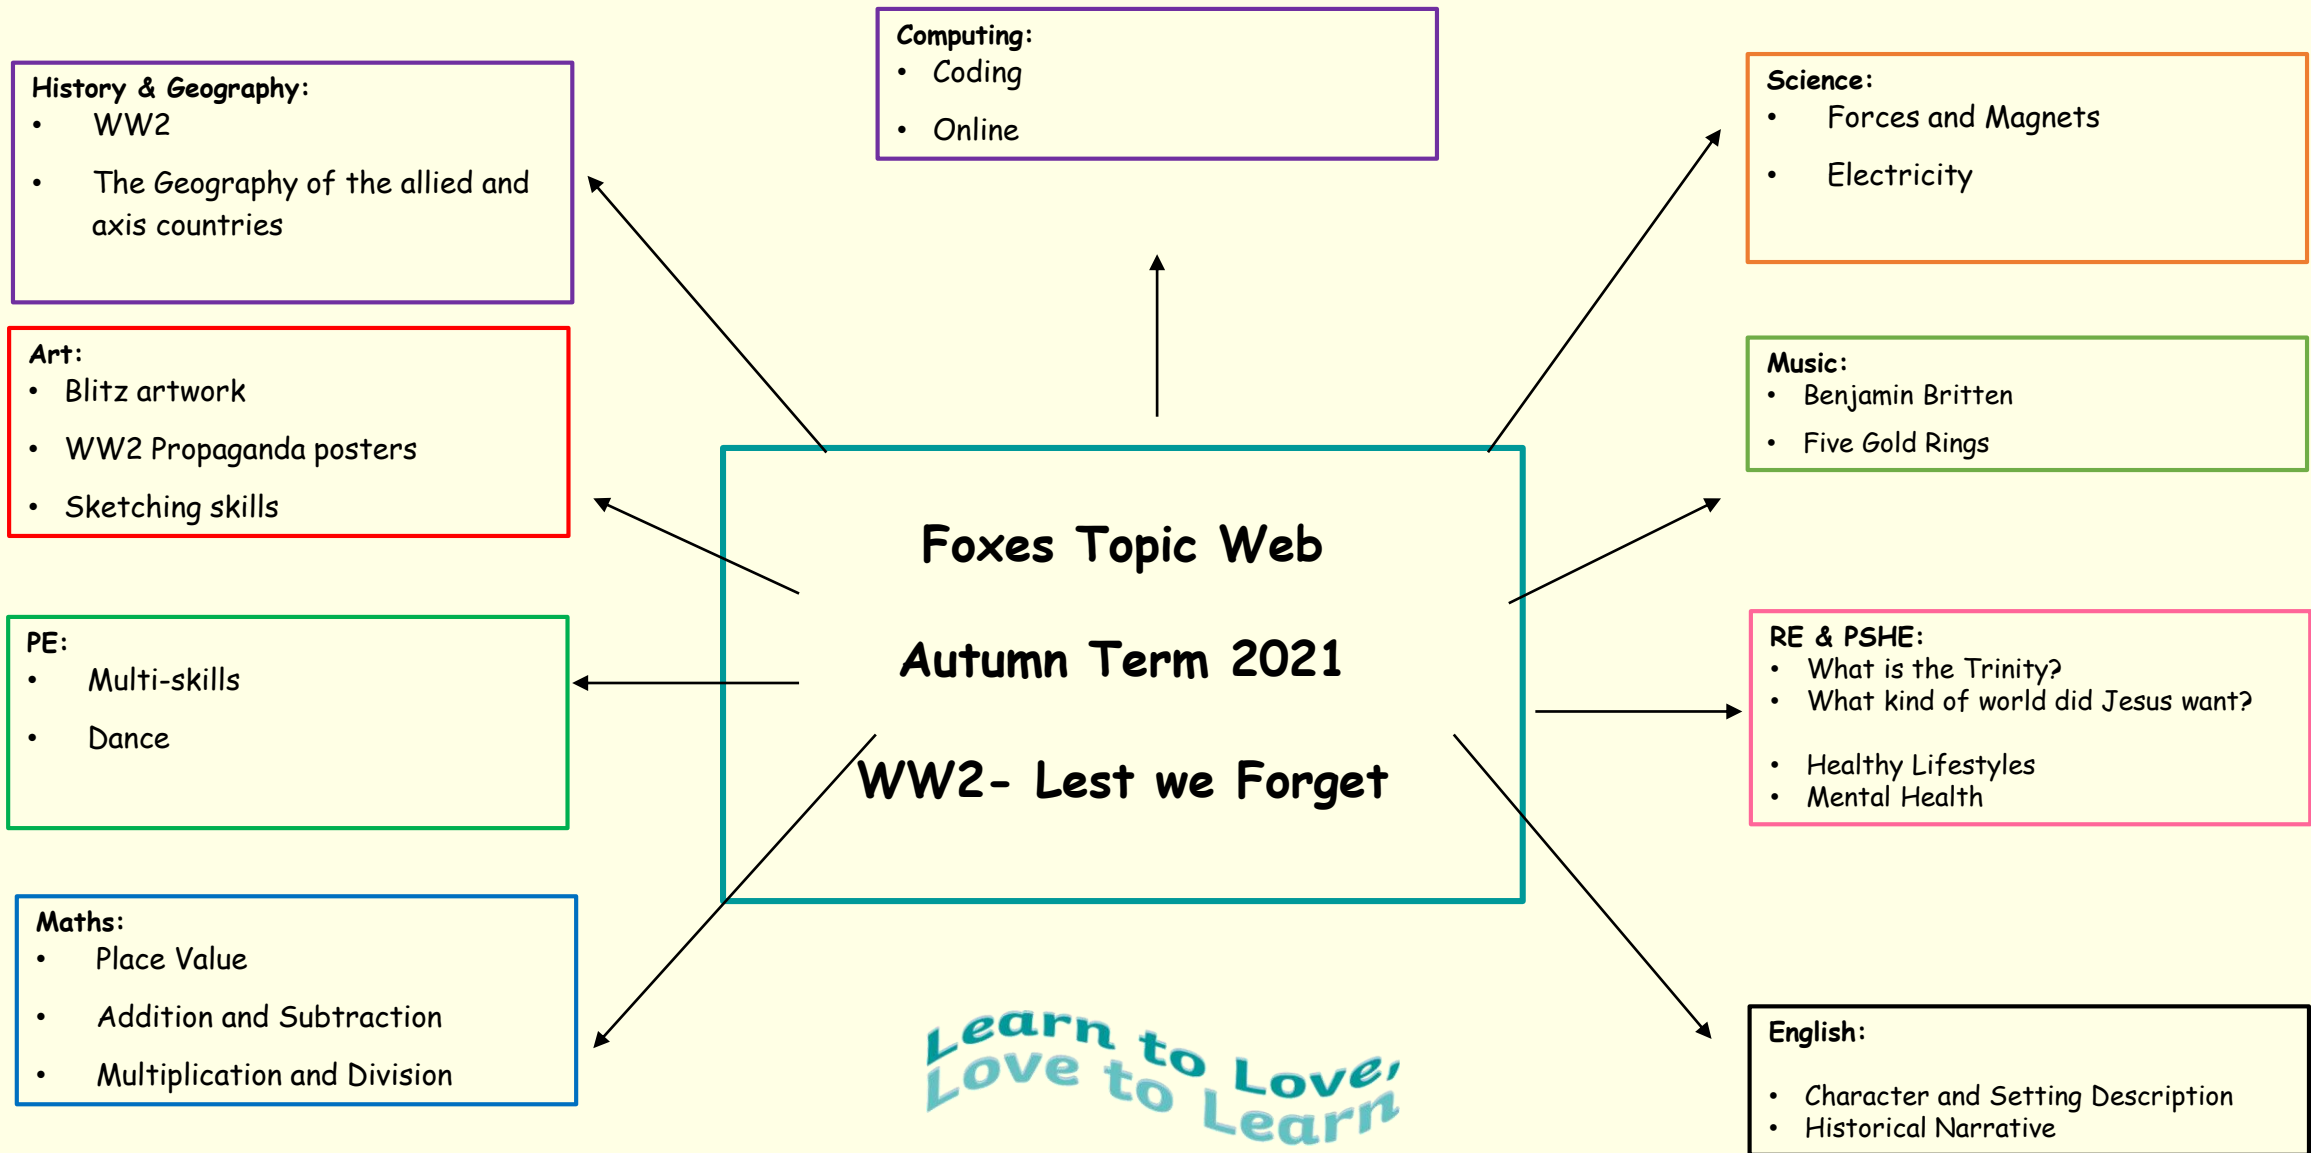 History & Geography:
• WW2
• The Geography of the allied and
axis countries
Computing:
• Coding
• Online
Science:
• Forces and Magnets
• Electricity
Art:
• Blitz artwork
• WW2 Propaganda posters
• Sketching skills
Music:
• Benjamin Britten
• Five Gold Rings
Foxes Topic Web
Autumn Term 2021
WW2- Lest we Forget
PE:
• Multi-skills
• Dance
RE & PSHE:
• What is the Trinity?
• What kind of world did Jesus want?
• Healthy Lifestyles
• Mental Health
Maths:
• Place Value
• Addition and Subtraction
• Multiplication and Division
Learn to Love,
Love to Learn
English:
• Character and Setting Description
• Historical Narrative